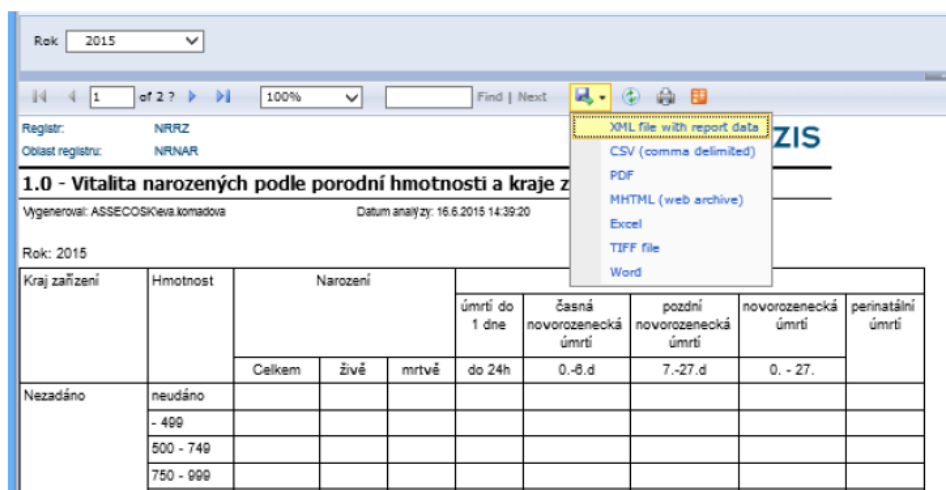 Rok 2015
1 of 2 ? 100% Find | Next
Registr: NRRZ
Oblast registru: NRNAR
ZIS
XML file with report data
CSV (comma delimited)
PDF
MHTML (web archive)
Excel
TIFF file
Word
1.0 - Vitalita narozených podle porodní hmotnosti a kraje z
Vygeneroval: ASSECOSK\eva.komadova Datum analýzy: 16.6.2015 14:39:20
Rok: 2015
Kraj zařízení Hmotnost Narození
úmrtí do časná pozdní novorozenecká perinatální
1 dne novorozenecká novorozenecká úmrtí úmrtí
úmrtí úmrtí
Celkem živě mrtvě do 24h 0.-6.d 7.-27.d 0. - 27.
Nezadáno neudáno
- 499
500 - 749
750 - 999